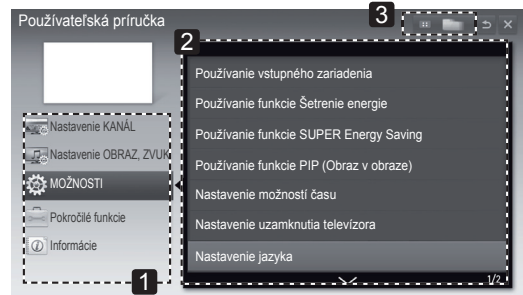 Používateľská príručka
3
2
Používanie vstupného zariadenia
Používanie funkcie Šetrenie energie
Používanie funkcie SUPER Energy Saving
Používanie funkcie PIP (Obraz v obraze)
Nastavenie možností času
Nastavenie uzamknutia televízora
Nastavenie jazyka
1/2
Nastavenie KANÁL
Nastavenie OBRAZ, ZVUK
MOŽNOSTI
Pokročilé funkcie
Informácie
1